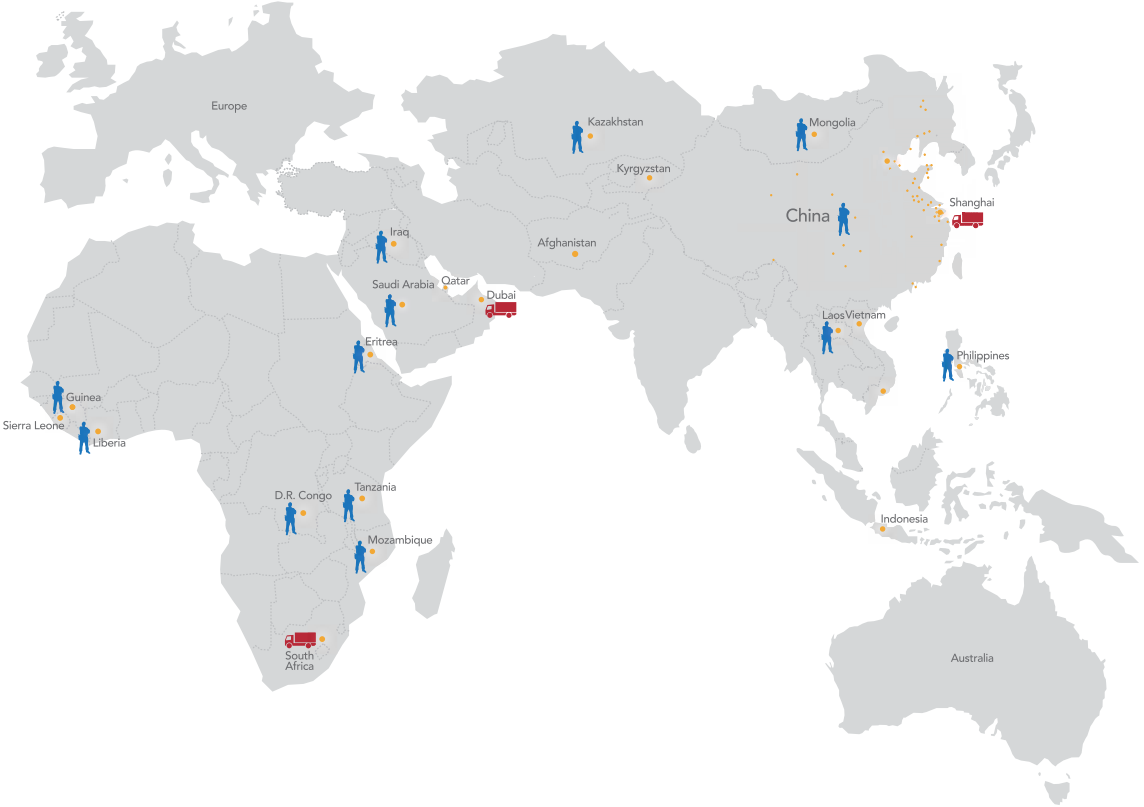 Europe
Kazakhstan
Mongolia
Kyrgyzstan
Shanghai
China
Iraq
Afghanistan
Saudi Arabia
Qatar
Dubai
Laos
Vietnam
Eritrea
Philippines
Guinea
Sierra Leone
Liberia
Tanzania
D.R. Congo
Indonesia
Mozambique
South
Africa
Australia